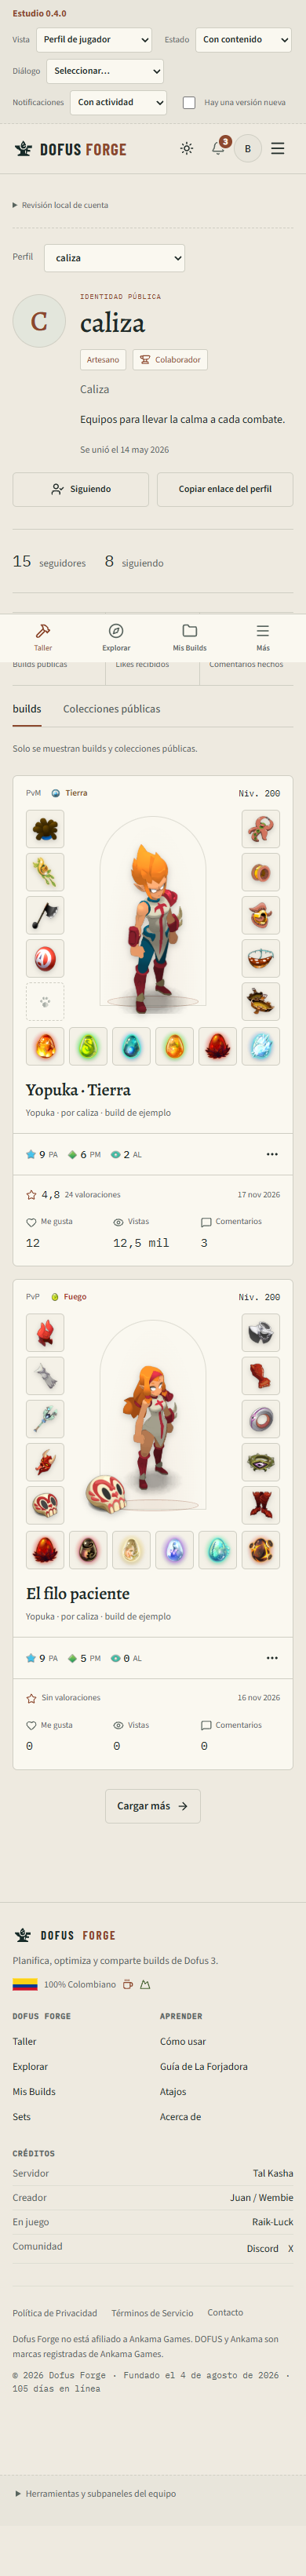 Estudio 0.4.0
Vista Perfil de jugador Estado Con contenido
Diálogo Seleccionar...
Notificaciones Con actividad Hay una versión nueva
DOFUS FORGE 3 B
Revisión local de cuenta
Perfil caliza
C
IDENTIDAD PÚBLICA
caliza
Artesano Colaborador
Caliza
Equipos para llevar la calma a cada combate.
Se unió el 14 may 2026
Siguiendo Copiar enlace del perfil
15 seguidores 8 siguiendo
Taller Explorar Mis Builds Más
Builds públicas Likes recibidos Comentarios hechos
builds Colecciones públicas
Solo se muestran builds y colecciones públicas.
PvM Tierra Niv. 200
Yopuka · Tierra
Yopuka · por caliza · build de ejemplo
9 PA 6 PM 2 AL
4,8 24 valoraciones 17 nov 2026
Me gusta Vistas Comentarios
12 12,5 mil 3
PvP Fuego Niv. 200
El filo paciente
Yopuka · por caliza · build de ejemplo
9 PA 5 PM 0 AL
Sin valoraciones 16 nov 2026
Me gusta Vistas Comentarios
0 0 0
Cargar más
DOFUS FORGE
Planifica, optimiza y comparte builds de Dofus 3.
100% Colombiano
DOFUS FORGE APRENDER
Taller Cómo usar
Explorar Guía de La Forjadora
Mis Builds Atajos
Sets Acerca de
CRÉDITOS
Servidor Tal Kasha
Creador Juan / Wembie
En juego Raik-Luck
Comunidad Discord X
Política de Privacidad Términos de Servicio Contacto
Dofus Forge no está afiliado a Ankama Games. DOFUS y Ankama son
marcas registradas de Ankama Games.
© 2026 Dofus Forge · Fundado el 4 de agosto de 2026 ·
105 días en línea
Herramientas y subpaneles del equipo